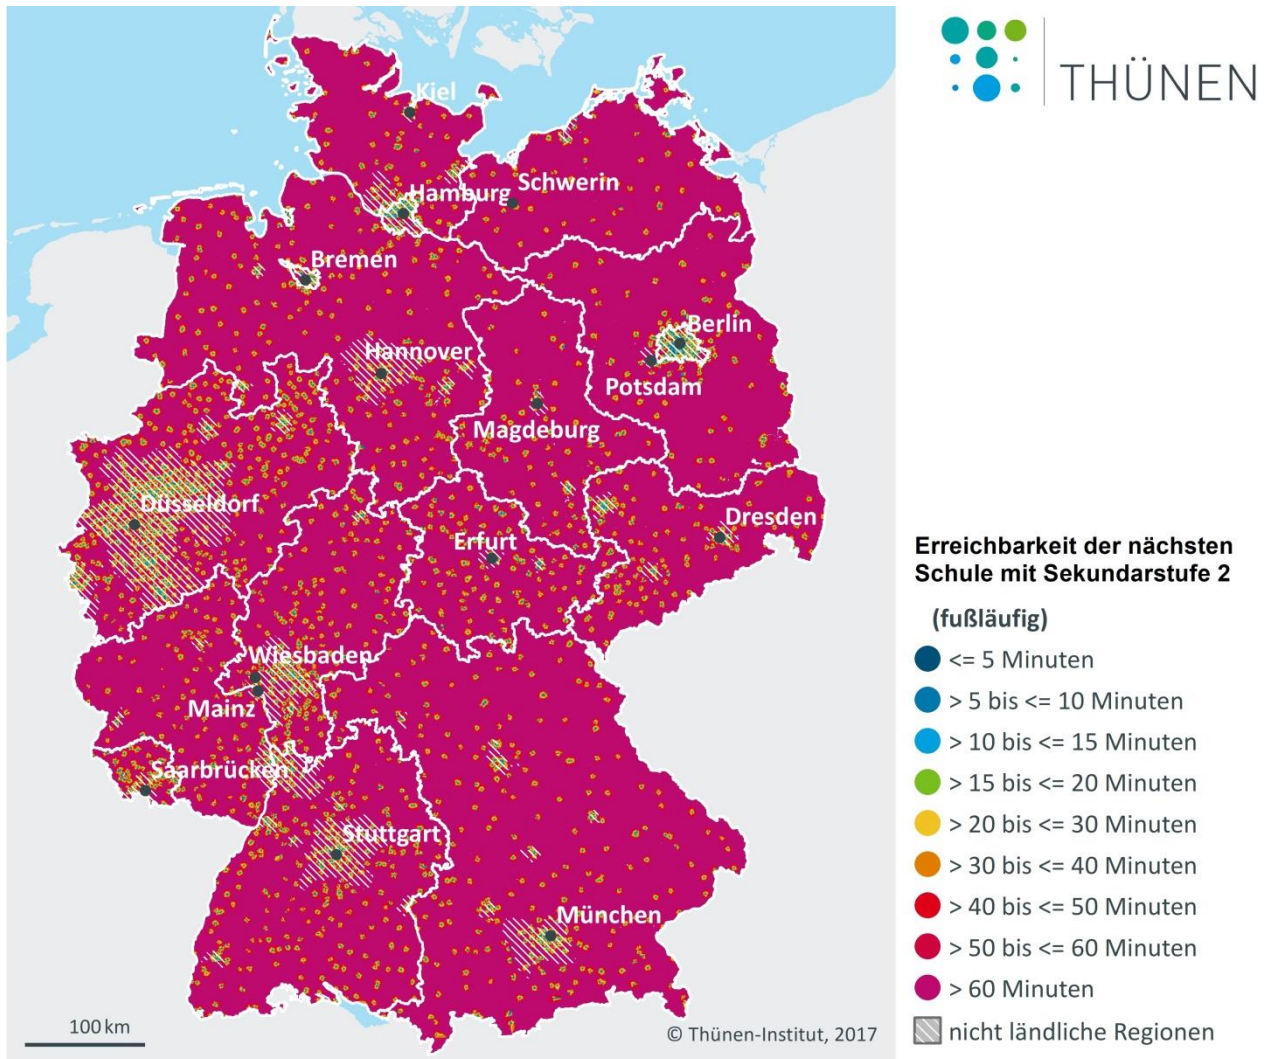 THÜNEN
Kiel
Schwerin
Hamburg
Bremen
Berlin
Hannover
Potsdam
Magdeburg
Düsseldorf
Dresden
Erfurt
Wiesbaden
Mainz
Saarbrücken
Stuttgart
München
100 km
© Thünen-Institut, 2017
Erreichbarkeit der nächsten
Schule mit Sekundarstufe 2
(fußläufig)
<= 5 Minuten
> 5 bis <= 10 Minuten
> 10 bis <= 15 Minuten
> 15 bis <= 20 Minuten
> 20 bis <= 30 Minuten
> 30 bis <= 40 Minuten
> 40 bis <= 50 Minuten
> 50 bis <= 60 Minuten
> 60 Minuten
nicht ländliche Regionen